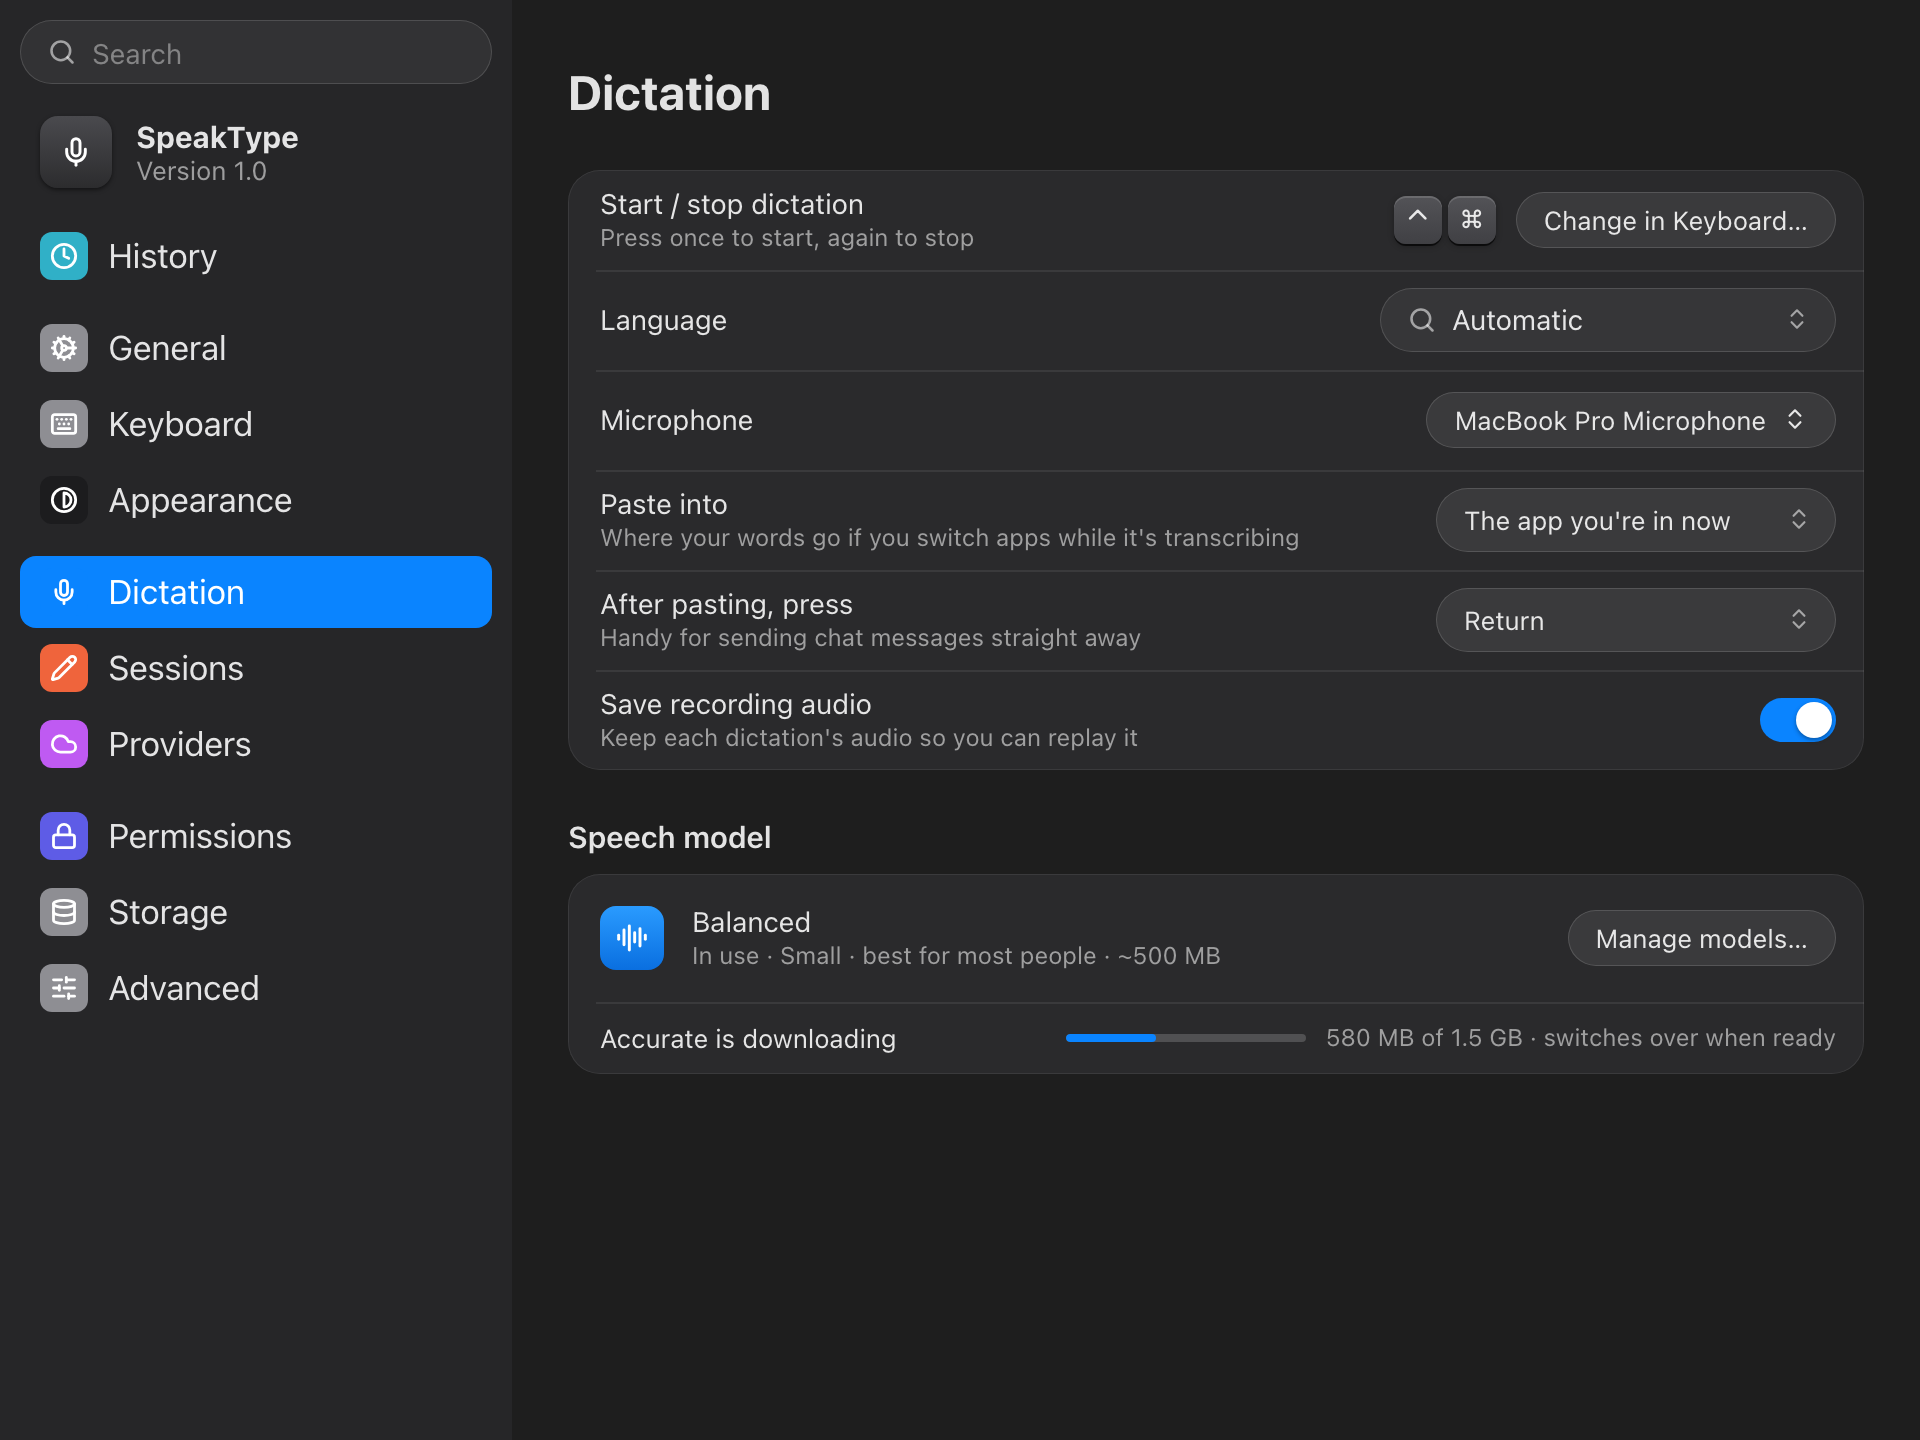 Search
SpeakType
Version 1.0
History
General
Keyboard
Appearance
Dictation
Sessions
Providers
Permissions
Storage
Advanced
Dictation
Start / stop dictation
Press once to start, again to stop
⌃ ⌘ Change in Keyboard...
Language
Automatic
Microphone
MacBook Pro Microphone
Paste into
Where your words go if you switch apps while it's transcribing
The app you're in now
After pasting, press
Handy for sending chat messages straight away
Return
Save recording audio
Keep each dictation's audio so you can replay it
Speech model
Balanced
In use · Small · best for most people · ~500 MB
Manage models...
Accurate is downloading
580 MB of 1.5 GB · switches over when ready